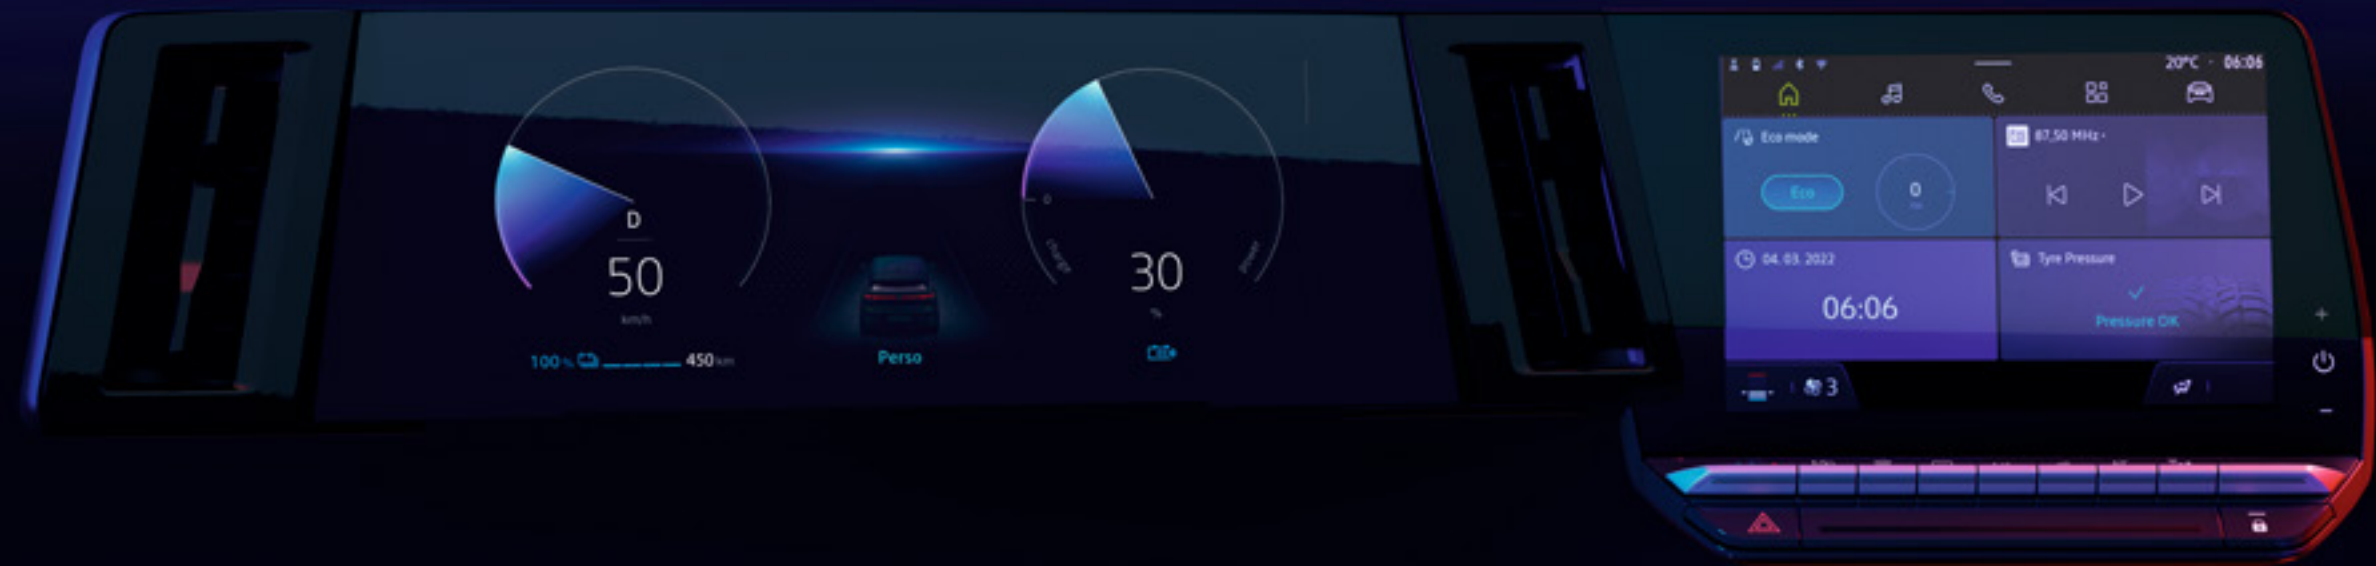 D
50
km/h
100 % 450 km
Perso
0
charge
power
30
%
20°C · 06:06
Eco mode
Eco
0
87,50 MHz
04. 03. 2022
06:06
Tyre Pressure
Pressure OK
3